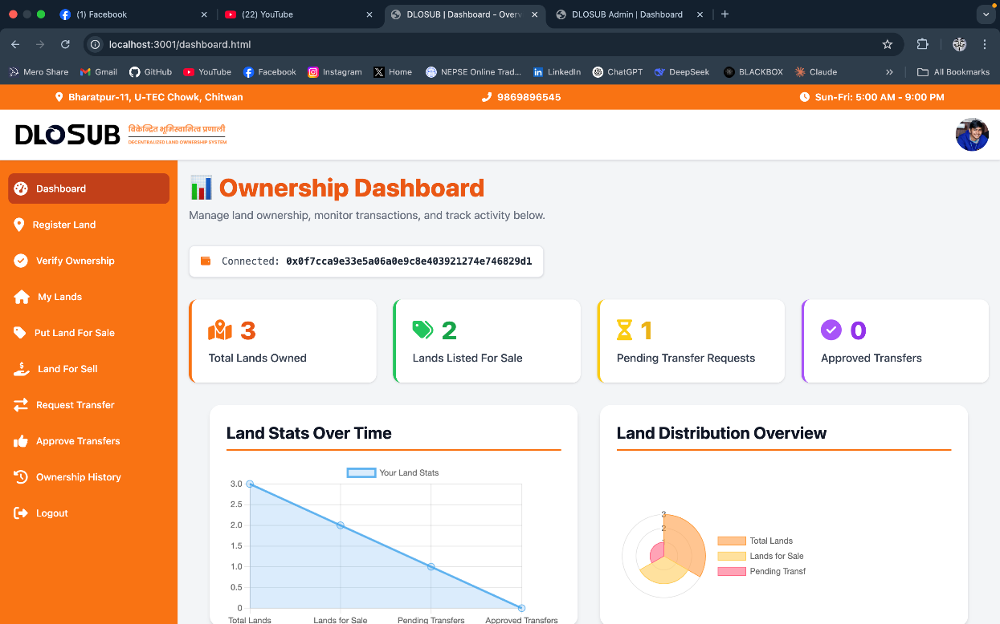 (1) Facebook
(22) YouTube
DLOSUB | Dashboard - Overv
DLOSUB Admin | Dashboard
localhost:3001/dashboard.html
Mero Share
Gmail
GitHub
YouTube
Facebook
Instagram
Home
NEPSE Online Trad...
LinkedIn
ChatGPT
DeepSeek
BLACKBOX
Claude
All Bookmarks
Bharatpur-11, U-TEC Chowk, Chitwan
9869896545
Sun-Fri: 5:00 AM - 9:00 PM
DLOSUB
विकेन्द्रित भूमिस्वामित्व प्रणाली
DECENTRALIZED LAND OWNERSHIP SYSTEM
Dashboard
Register Land
Verify Ownership
My Lands
Put Land For Sale
Land For Sell
Request Transfer
Approve Transfers
Ownership History
Logout
Ownership Dashboard
Manage land ownership, monitor transactions, and track activity below.
Connected: 0x0f7cca9e33e5a06a0e9c8e403921274e746829d1
3
Total Lands Owned
2
Lands Listed For Sale
1
Pending Transfer Requests
0
Approved Transfers
Land Stats Over Time
Your Land Stats
3.0
2.5
2.0
1.5
1.0
0.5
0
Total Lands
Lands for Sale
Pending Transfers
Approved Transfers
Land Distribution Overview
3
2
Total Lands
Lands for Sale
Pending Transf